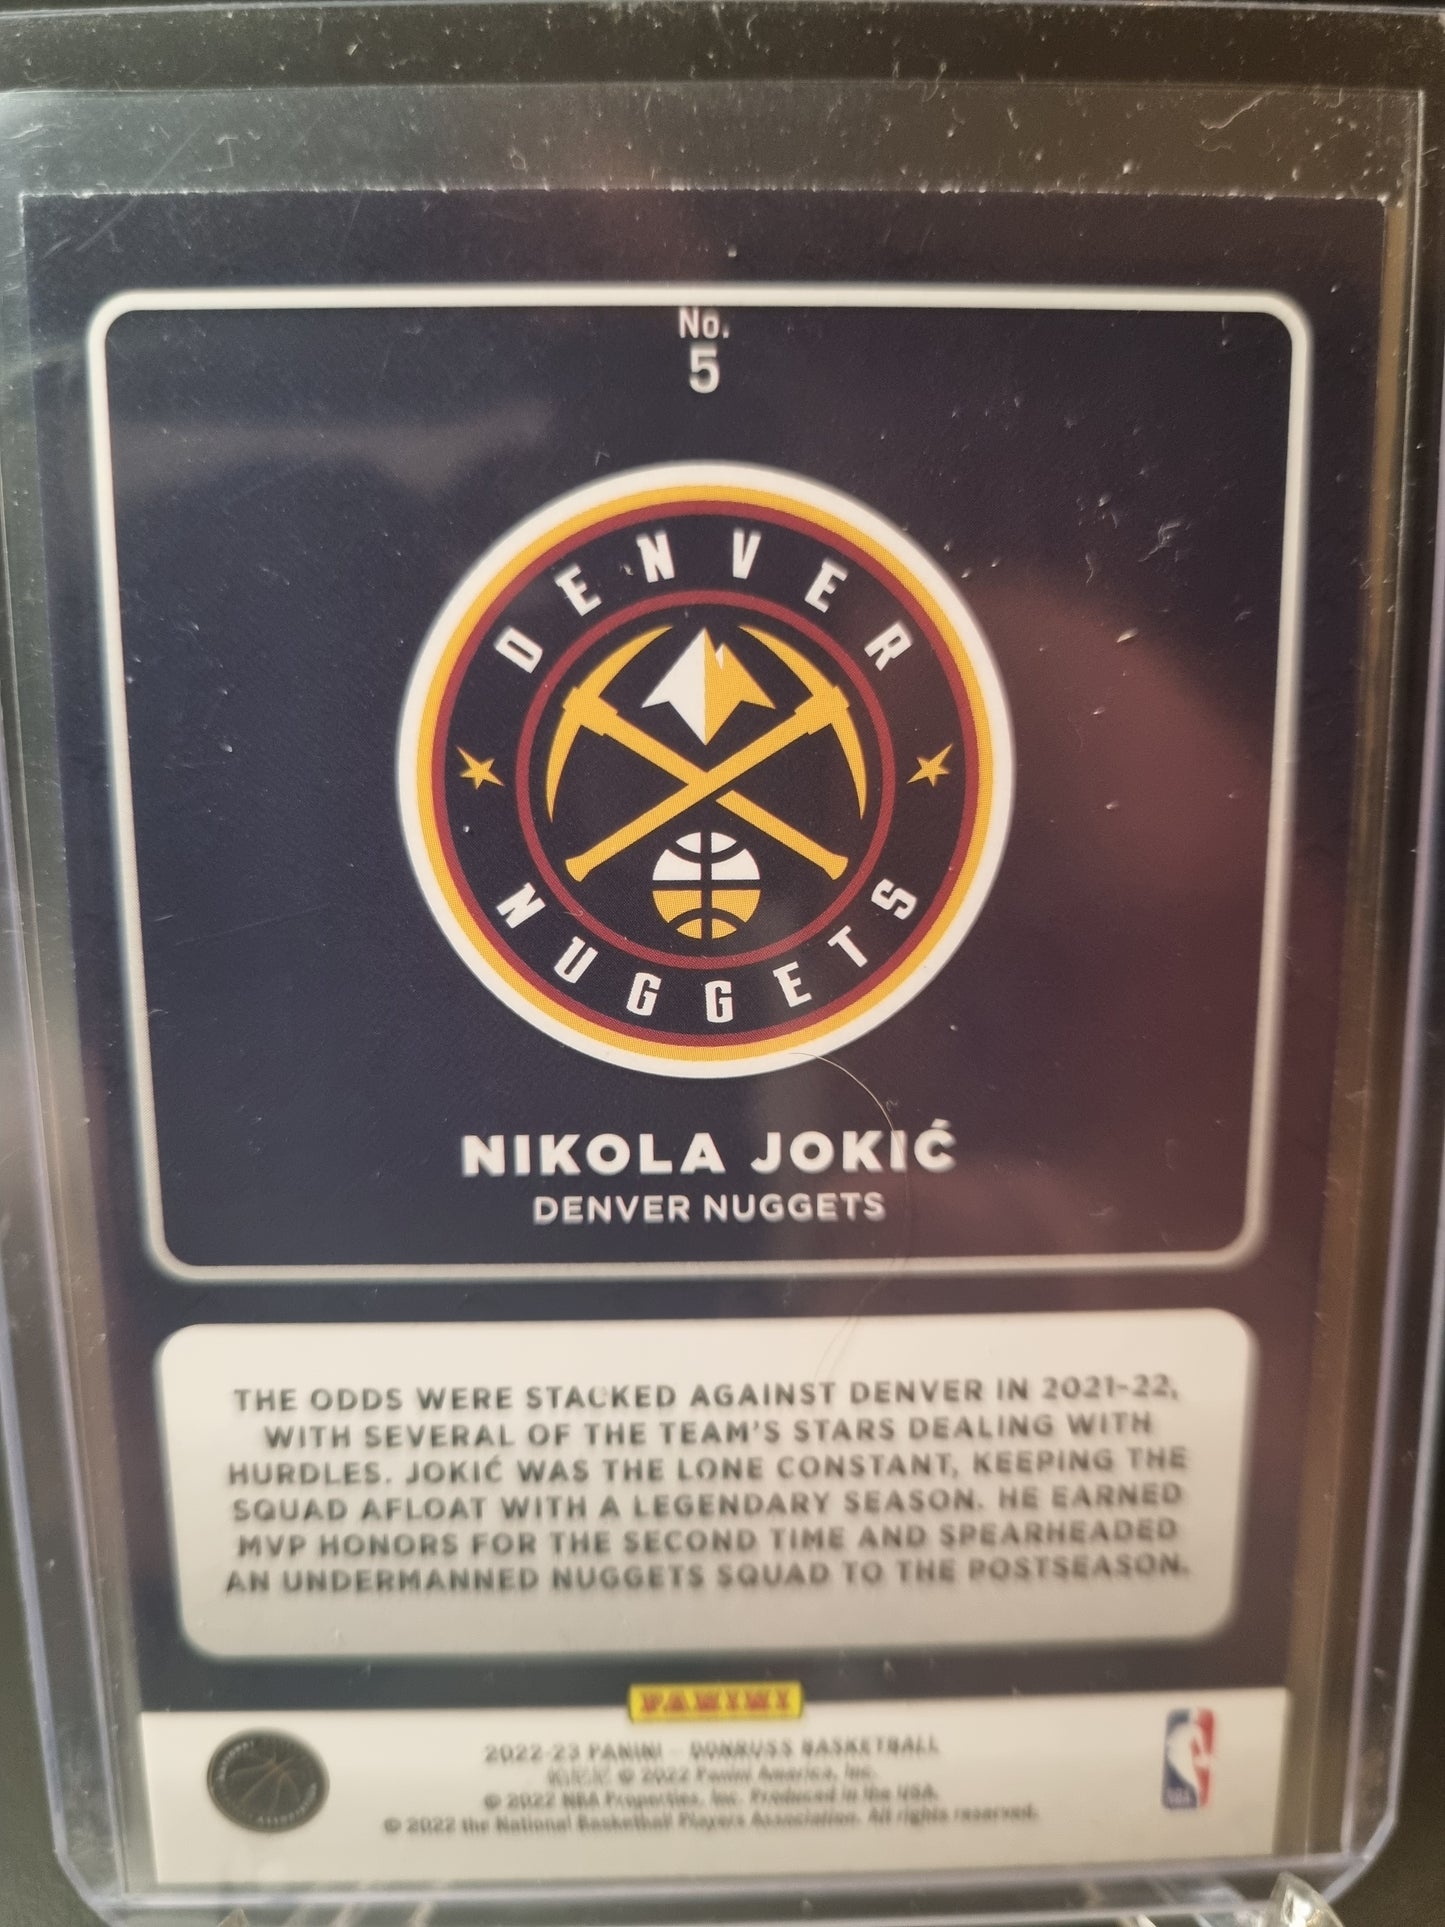 No.
5
DENVER
NUGGETS
NIKOLA JOKIĆ
DENVER NUGGETS
THE ODDS WERE STACKED AGAINST DENVER IN 2021-22,
WITH SEVERAL OF THE TEAM'S STARS DEALING WITH
HURDLES. JOKIĆ WAS THE LONE CONSTANT, KEEPING THE
SQUAD AFLOAT WITH A LEGENDARY SEASON. HE EARNED
MVP HONORS FOR THE SECOND TIME AND SPEARHEADED
AN UNDERMANNED NUGGETS SQUAD TO THE POSTSEASON.
PANINI
2022-23 PANINI - DONRUSS BASKETBALL
© 2022 Panini America, Inc.
© 2022 NBA Properties, Inc. Produced in the USA.
© 2022 the National Basketball Players Association. All rights reserved.
NBA